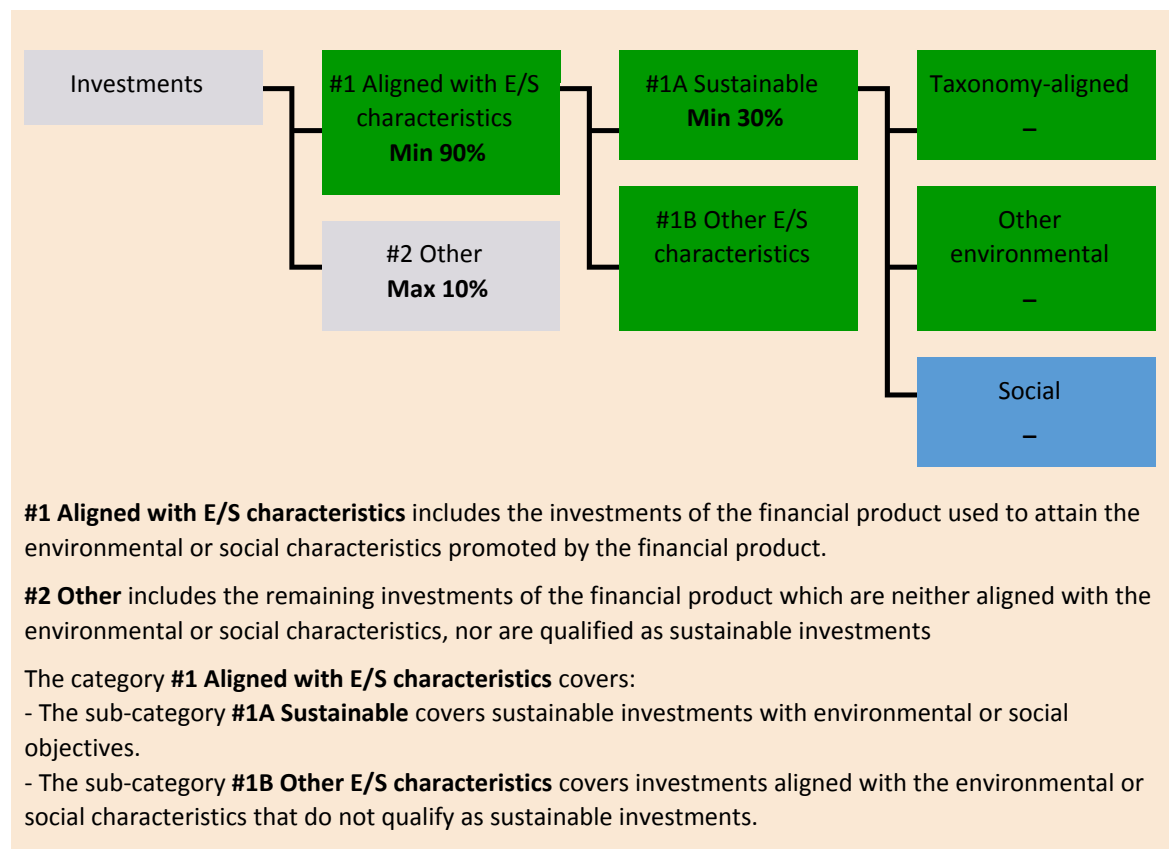 Investments
#1 Aligned with E/S
characteristics
Min 90%
#2 Other
Max 10%
#1A Sustainable
Min 30%
#1B Other E/S
characteristics
Taxonomy-aligned
–
Other
environmental
–
Social
–
#1 Aligned with E/S characteristics includes the investments of the financial product used to attain the
environmental or social characteristics promoted by the financial product.
#2 Other includes the remaining investments of the financial product which are neither aligned with the
environmental or social characteristics, nor are qualified as sustainable investments
The category #1 Aligned with E/S characteristics covers:
- The sub-category #1A Sustainable covers sustainable investments with environmental or social
objectives.
- The sub-category #1B Other E/S characteristics covers investments aligned with the environmental or
social characteristics that do not qualify as sustainable investments.